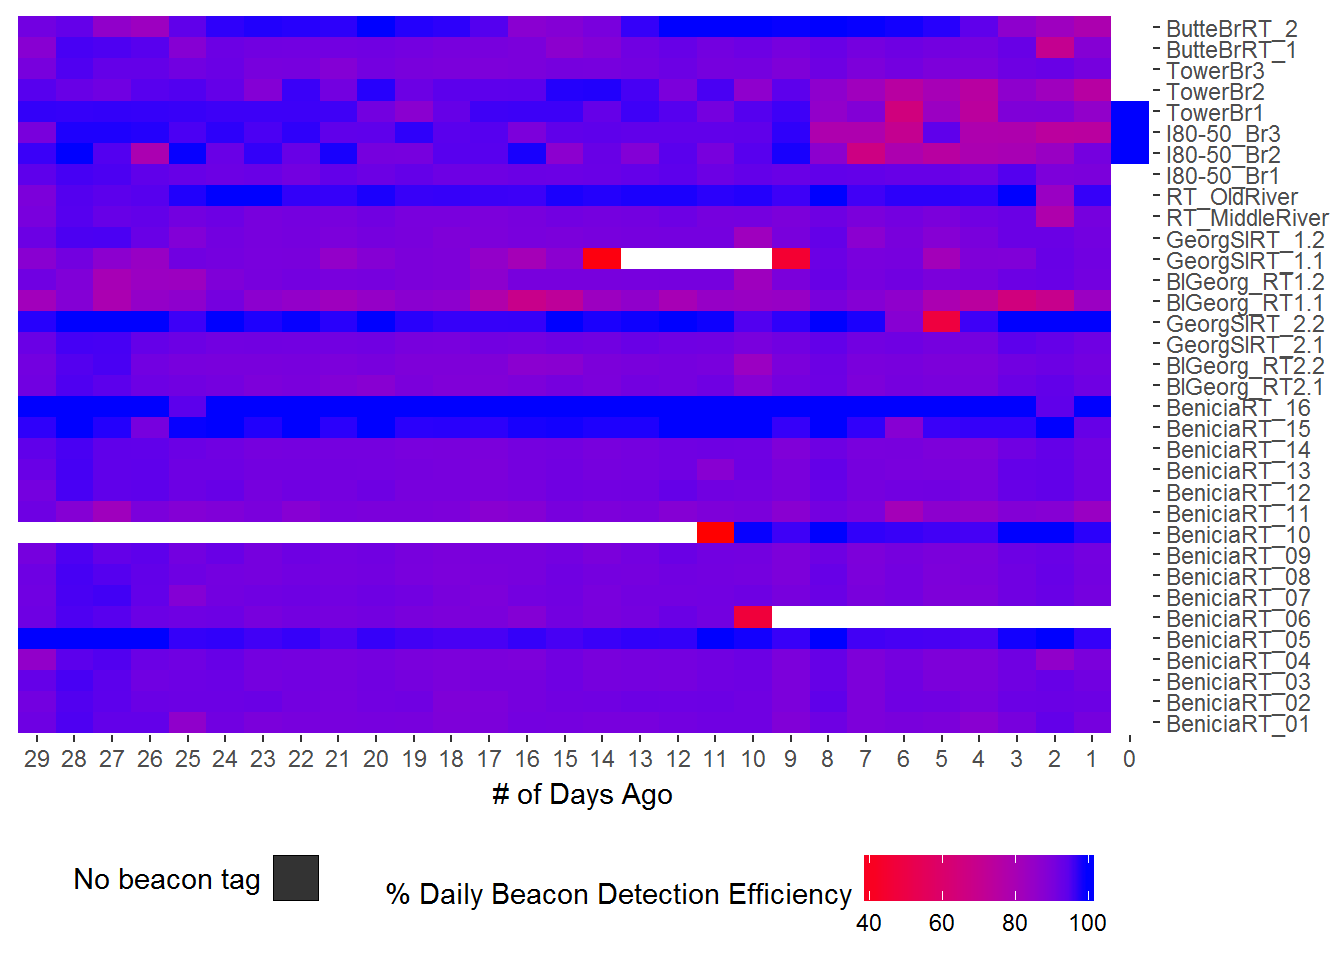 ButteBrRT_2
ButteBrRT_1
TowerBr3
TowerBr2
TowerBr1
I80-50_Br3
I80-50_Br2
I80-50_Br1
RT_OldRiver
RT_MiddleRiver
GeorgSlRT_1.2
GeorgSlRT_1.1
BlGeorg_RT1.2
BlGeorg_RT1.1
GeorgSlRT_2.2
GeorgSlRT_2.1
BlGeorg_RT2.2
BlGeorg_RT2.1
BeniciaRT_16
BeniciaRT_15
BeniciaRT_14
BeniciaRT_13
BeniciaRT_12
BeniciaRT_11
BeniciaRT_10
BeniciaRT_09
BeniciaRT_08
BeniciaRT_07
BeniciaRT_06
BeniciaRT_05
BeniciaRT_04
BeniciaRT_03
BeniciaRT_02
BeniciaRT_01
29 28 27 26 25 24 23 22 21 20 19 18 17 16 15 14 13 12 11 10 9 8 7 6 5 4 3 2 1 0
# of Days Ago
No beacon tag
% Daily Beacon Detection Efficiency
40 60 80 100